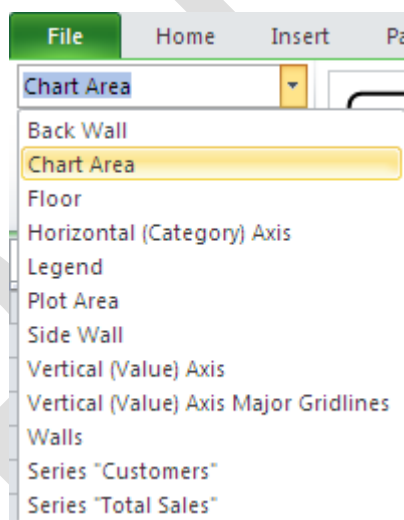 File Home Insert Pa
Chart Area
Back Wall
Chart Area
Floor
Horizontal (Category) Axis
Legend
Plot Area
Side Wall
Vertical (Value) Axis
Vertical (Value) Axis Major Gridlines
Walls
Series "Customers"
Series "Total Sales"